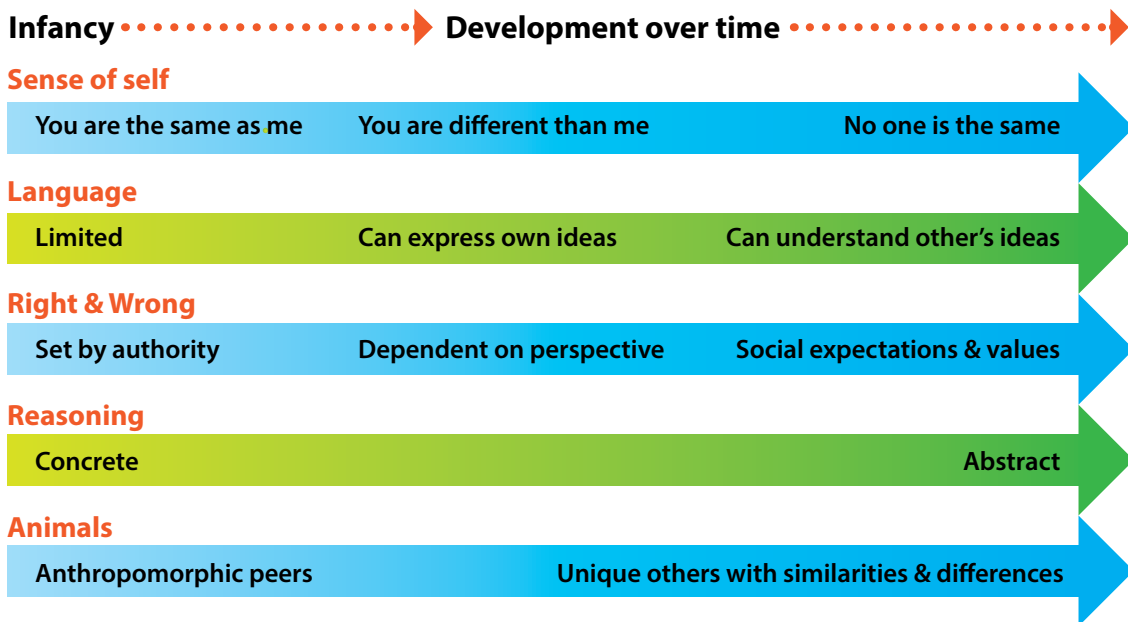 Infancy Development over time
Sense of self
You are the same as me You are different than me No one is the same
Language
Limited Can express own ideas Can understand other’s ideas
Right & Wrong
Set by authority Dependent on perspective Social expectations & values
Reasoning
Concrete Abstract
Animals
Anthropomorphic peers Unique others with similarities & differences